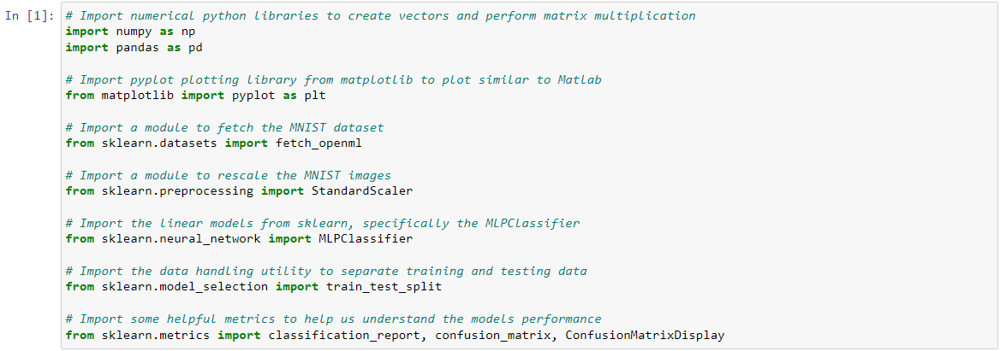 In [1]:
# Import numerical python libraries to create vectors and perform matrix multiplication
import numpy as np
import pandas as pd
# Import pyplot plotting library from matplotlib to plot similar to Matlab
from matplotlib import pyplot as plt
# Import a module to fetch the MNIST dataset
from sklearn.datasets import fetch_openml
# Import a module to rescale the MNIST images
from sklearn.preprocessing import StandardScaler
# Import the linear models from sklearn, specifically the MLPClassifier
from sklearn.neural_network import MLPClassifier
# Import the data handling utility to separate training and testing data
from sklearn.model_selection import train_test_split
# Import some helpful metrics to help us understand the models performance
from sklearn.metrics import classification_report, confusion_matrix, ConfusionMatrixDisplay